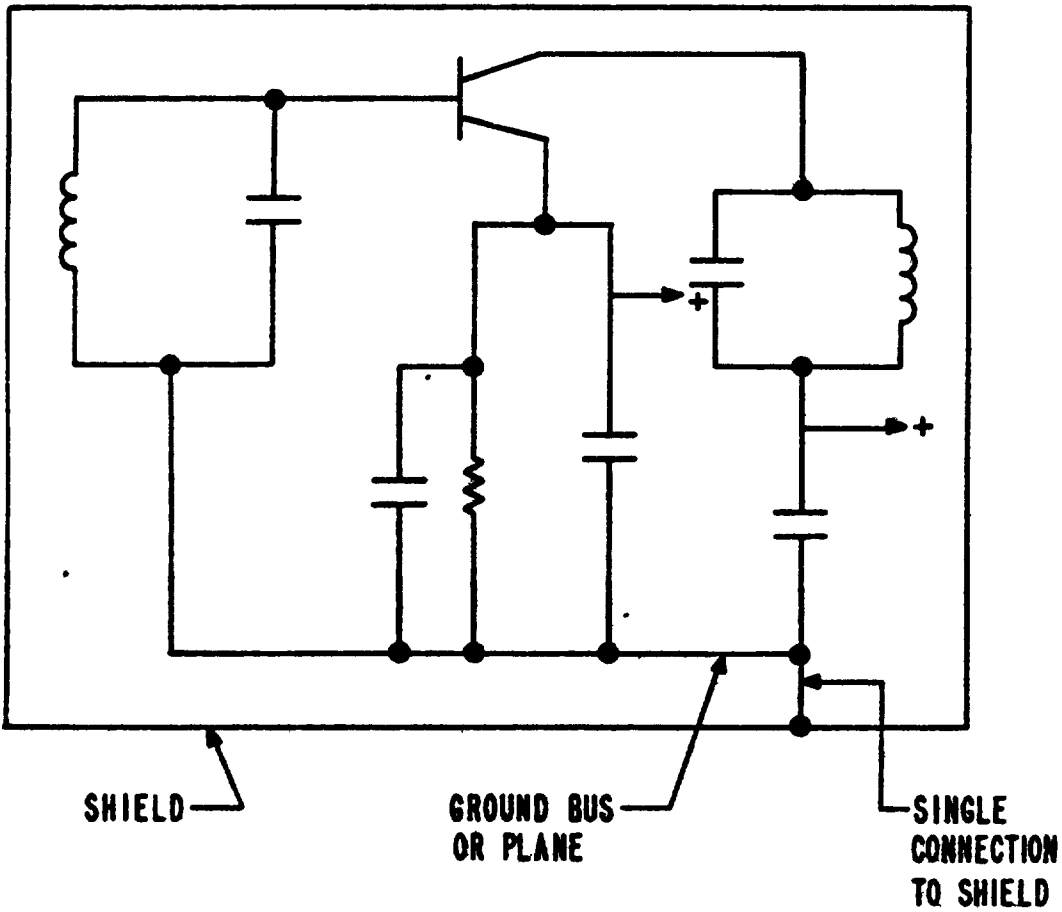 +
+
SHIELD
GROUND BUS
OR PLANE
SINGLE
CONNECTION
TO SHIELD